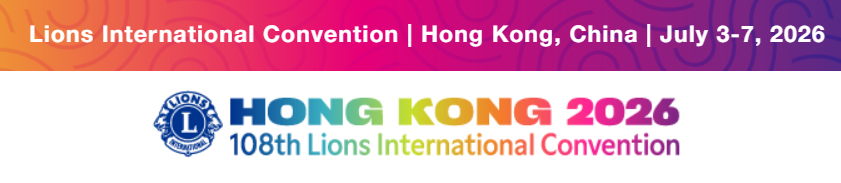 Lions International Convention | Hong Kong, China | July 3-7, 2026
LIONS
L
INTERNATIONAL
HONG KONG 2026
108th Lions International Convention